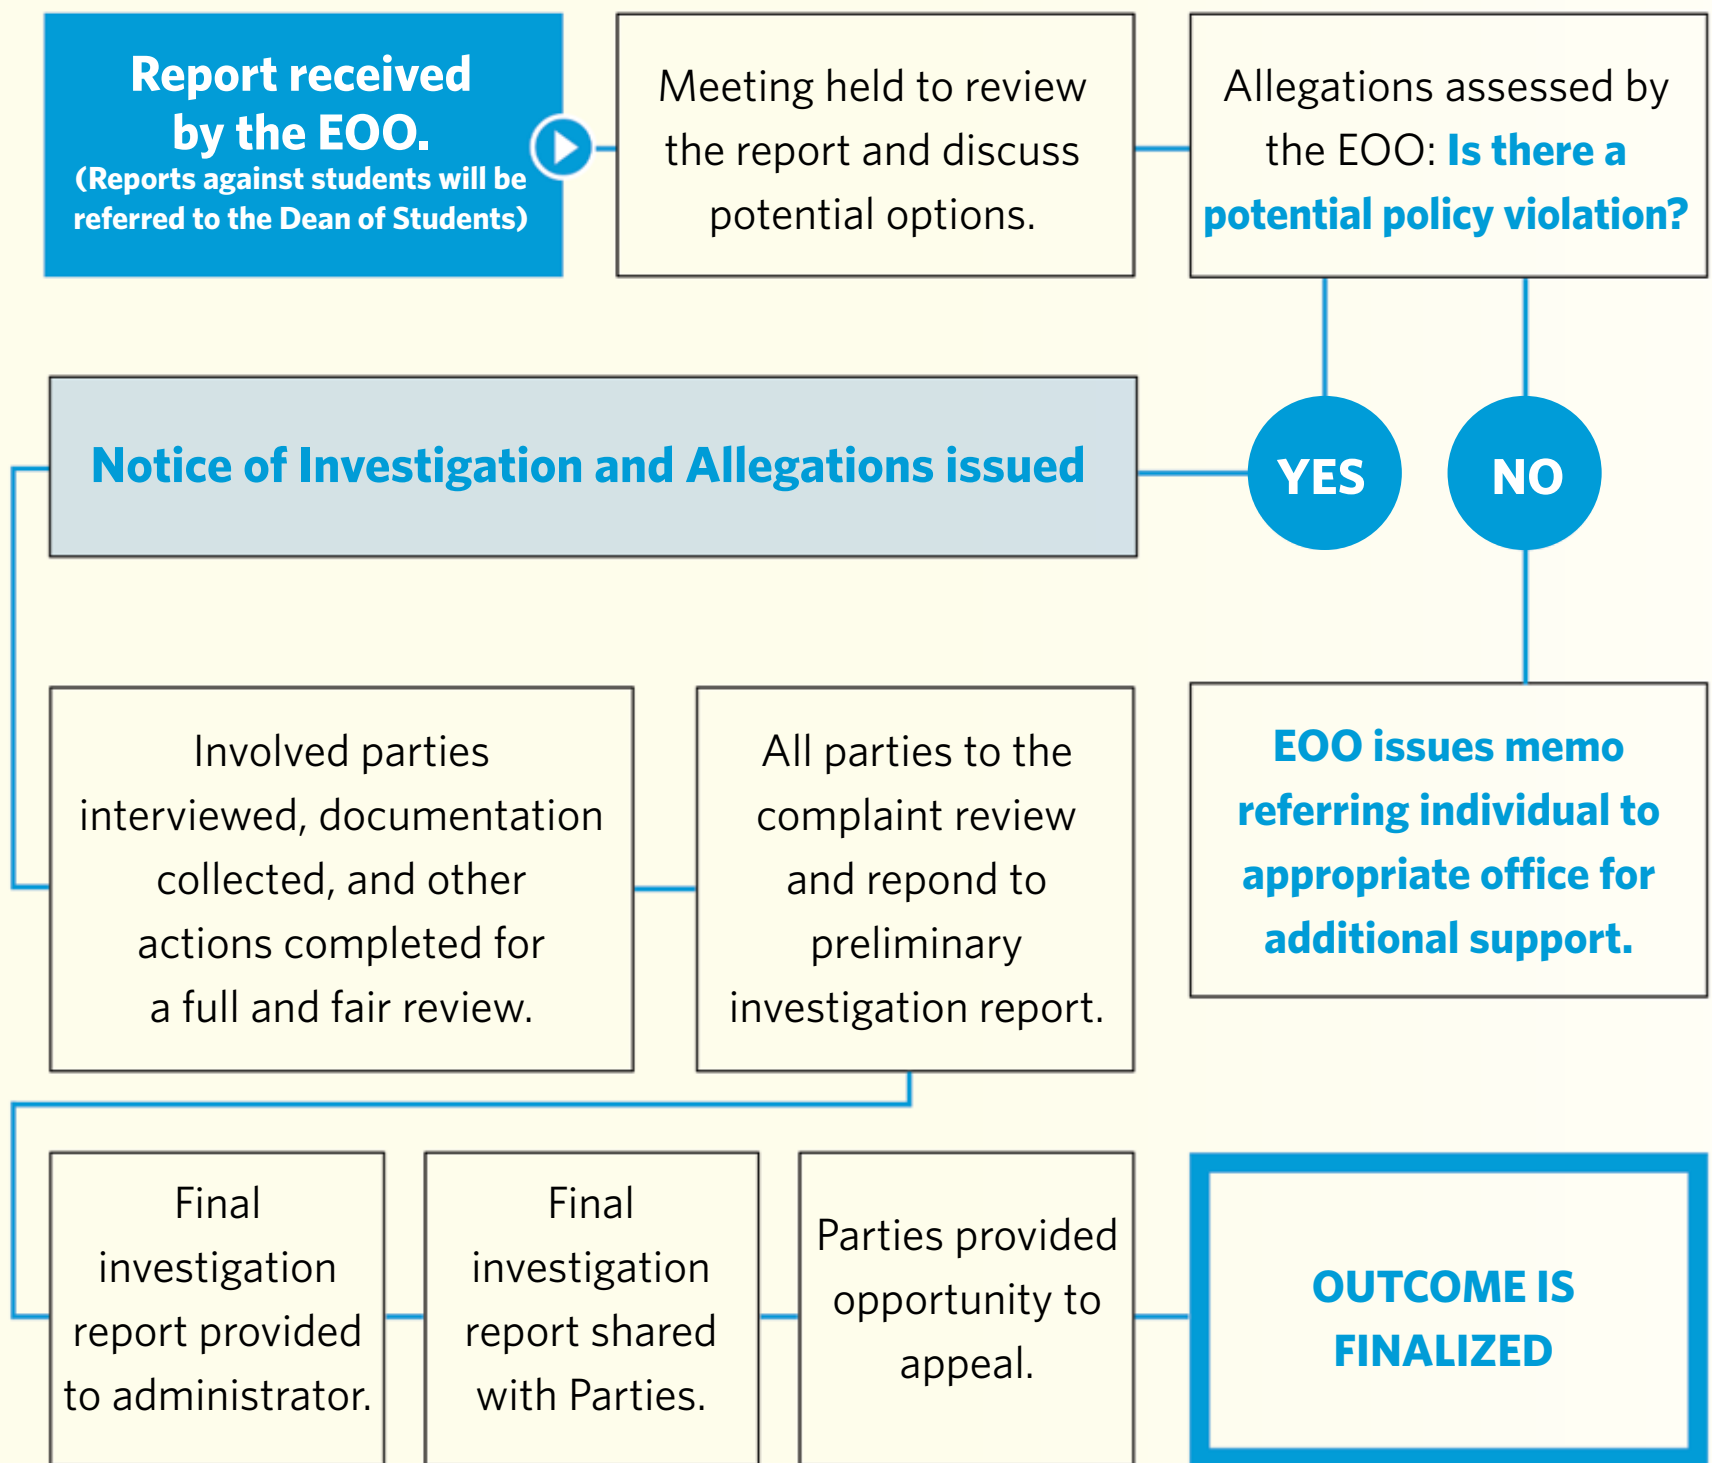 Report received
by the EOO.
(Reports against students will be
referred to the Dean of Students)
Meeting held to review
the report and discuss
potential options.
Allegations assessed by
the EOO: Is there a
potential policy violation?
YES
NO
Notice of Investigation and Allegations issued
Involved parties
interviewed, documentation
collected, and other
actions completed for
a full and fair review.
All parties to the
complaint review
and repond to
preliminary
investigation report.
EOO issues memo
referring individual to
appropriate office for
additional support.
Final
investigation
report provided
to administrator.
Final
investigation
report shared
with Parties.
Parties provided
opportunity to
appeal.
OUTCOME IS
FINALIZED